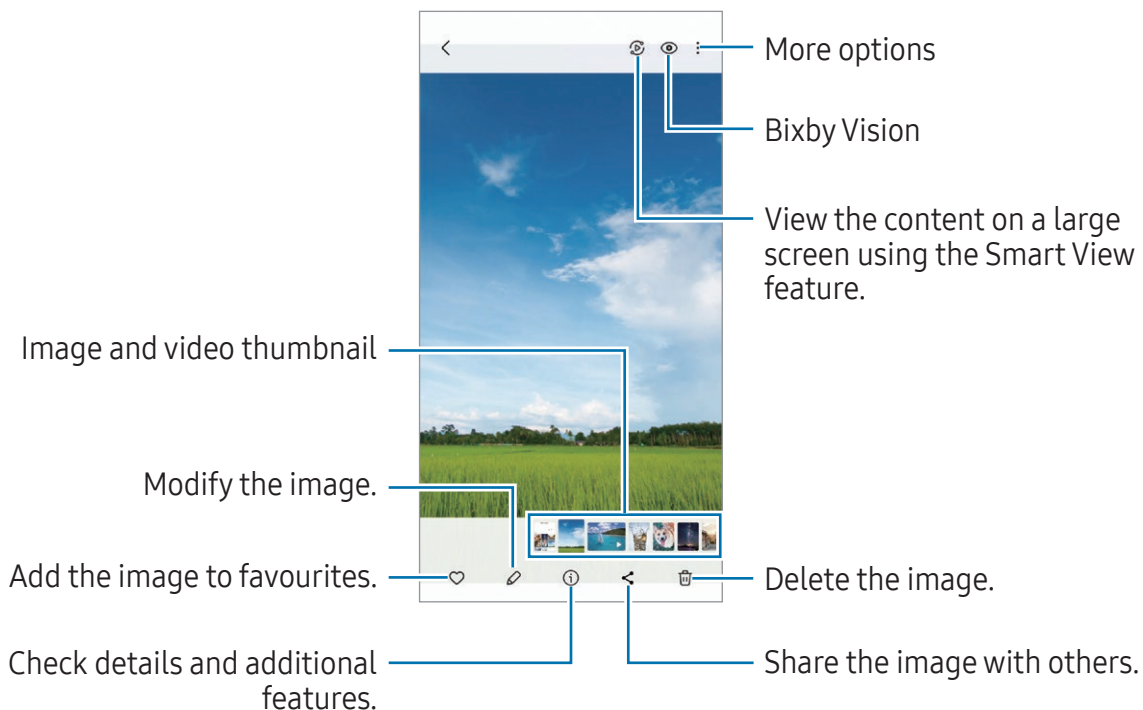 More options
Bixby Vision
View the content on a large
screen using the Smart View
feature.
Image and video thumbnail
Modify the image.
Add the image to favourites.
Delete the image.
Check details and additional
features.
Share the image with others.